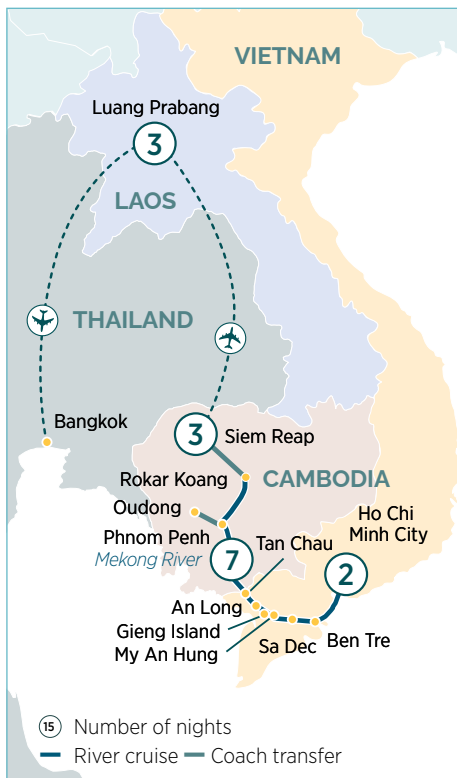 VIETNAM
Luang Prabang
3
LAOS
THAILAND
Bangkok
3
Siem Reap
Rokar Koang
CAMBODIA
Oudong
Ho Chi
Minh City
Phnom Penh
Mekong River
7
Tan Chau
2
An Long
Gieng Island
My An Hung
Sa Dec
Ben Tre
15 Number of nights
River cruise
Coach transfer